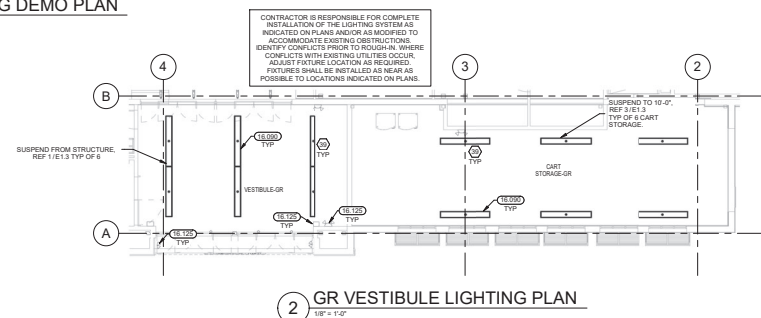 G DEMO PLAN
CONTRACTOR IS RESPONSIBLE FOR COMPLETE
INSTALLATION OF THE LIGHTING SYSTEM AS
INDICATED ON PLANS AND/OR AS MODIFIED TO
ACCOMMODATE EXISTING OBSTRUCTIONS.
IDENTIFY CONFLICTS PRIOR TO ROUGH-IN. WHERE
CONFLICTS WITH EXISTING UTILITIES OCCUR,
ADJUST FIXTURE LOCATION AS REQUIRED.
FIXTURES SHALL BE INSTALLED AS NEAR AS
POSSIBLE TO LOCATIONS INDICATED ON PLANS.
4
3
2
B
SUSPEND TO 10'-0",
REF 3 / E1.3
TYP OF 6 CART
STORAGE.
16.090
TYP
39
TYP
SUSPEND FROM STRUCTURE,
REF 1 / E1.3 TYP OF 6
39
TYP
CART
STORAGE-GR
VESTIBULE-GR
16.090
TYP
16.125
TYP
16.125
TYP
A
16.125
TYP
2
GR VESTIBULE LIGHTING PLAN
1/8" = 1'-0"